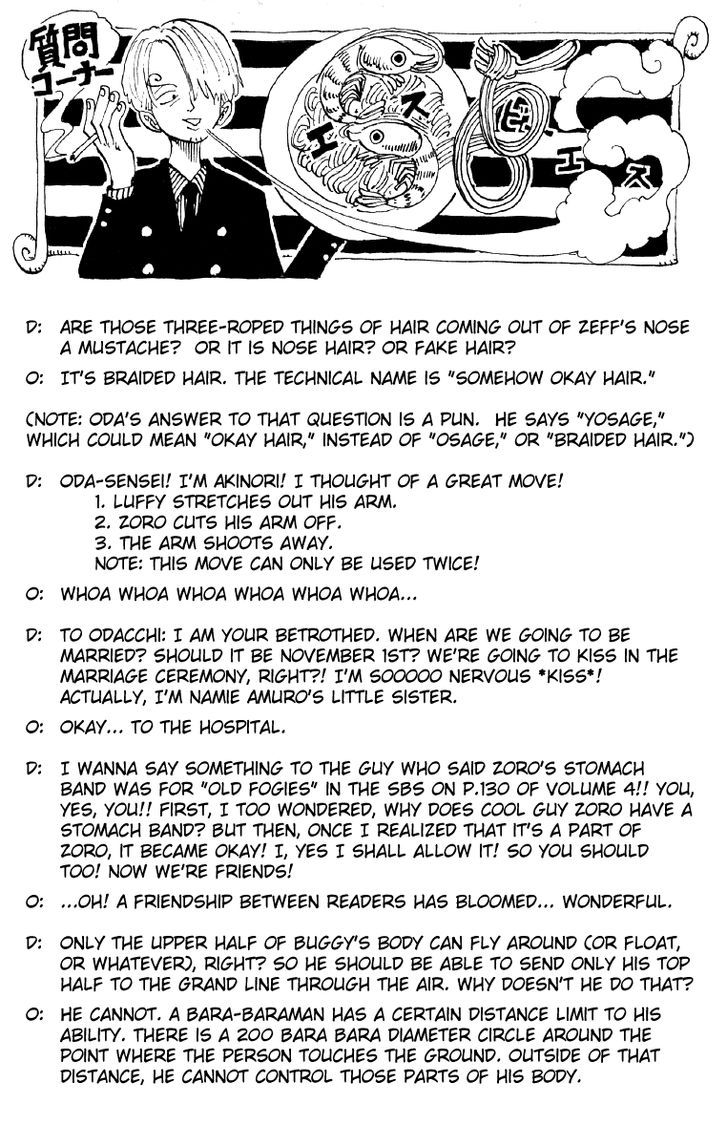 質問
コーナー
エス
ビ、
エス
D: ARE THOSE THREE-ROPED THINGS OF HAIR COMING OUT OF ZEFF'S NOSE
A MUSTACHE? OR IT IS NOSE HAIR? OR FAKE HAIR?
O: IT'S BRAIDED HAIR. THE TECHNICAL NAME IS "SOMEHOW OKAY HAIR."
(NOTE: ODA'S ANSWER TO THAT QUESTION IS A PUN. HE SAYS "YOSAGE,"
WHICH COULD MEAN "OKAY HAIR," INSTEAD OF "OSAGE," OR "BRAIDED HAIR.")
D: ODA-SENSEI! I'M AKINORI! I THOUGHT OF A GREAT MOVE!
1. LUFFY STRETCHES OUT HIS ARM.
2. ZORO CUTS HIS ARM OFF.
3. THE ARM SHOOTS AWAY.
NOTE: THIS MOVE CAN ONLY BE USED TWICE!
O: WHOA WHOA WHOA WHOA WHOA WHOA...
D: TO ODACCHI: I AM YOUR BETROTHED. WHEN ARE WE GOING TO BE
MARRIED? SHOULD IT BE NOVEMBER 1ST? WE'RE GOING TO KISS IN THE
MARRIAGE CEREMONY, RIGHT?! I'M SOOOOO NERVOUS *KISS*!
ACTUALLY, I'M NAMIE AMURO'S LITTLE SISTER.
O: OKAY... TO THE HOSPITAL.
D: I WANNA SAY SOMETHING TO THE GUY WHO SAID ZORO'S STOMACH
BAND WAS FOR "OLD FOGIES" IN THE SBS ON P.130 OF VOLUME 4!! YOU,
YES, YOU!! FIRST, I TOO WONDERED, WHY DOES COOL GUY ZORO HAVE A
STOMACH BAND? BUT THEN, ONCE I REALIZED THAT IT'S A PART OF
ZORO, IT BECAME OKAY! I, YES I SHALL ALLOW IT! SO YOU SHOULD
TOO! NOW WE'RE FRIENDS!
O: ...OH! A FRIENDSHIP BETWEEN READERS HAS BLOOMED... WONDERFUL.
D: ONLY THE UPPER HALF OF BUGGY'S BODY CAN FLY AROUND (OR FLOAT,
OR WHATEVER), RIGHT? SO HE SHOULD BE ABLE TO SEND ONLY HIS TOP
HALF TO THE GRAND LINE THROUGH THE AIR. WHY DOESN'T HE DO THAT?
O: HE CANNOT. A BARA-BARAMAN HAS A CERTAIN DISTANCE LIMIT TO HIS
ABILITY. THERE IS A 200 BARA BARA DIAMETER CIRCLE AROUND THE
POINT WHERE THE PERSON TOUCHES THE GROUND. OUTSIDE OF THAT
DISTANCE, HE CANNOT CONTROL THOSE PARTS OF HIS BODY.